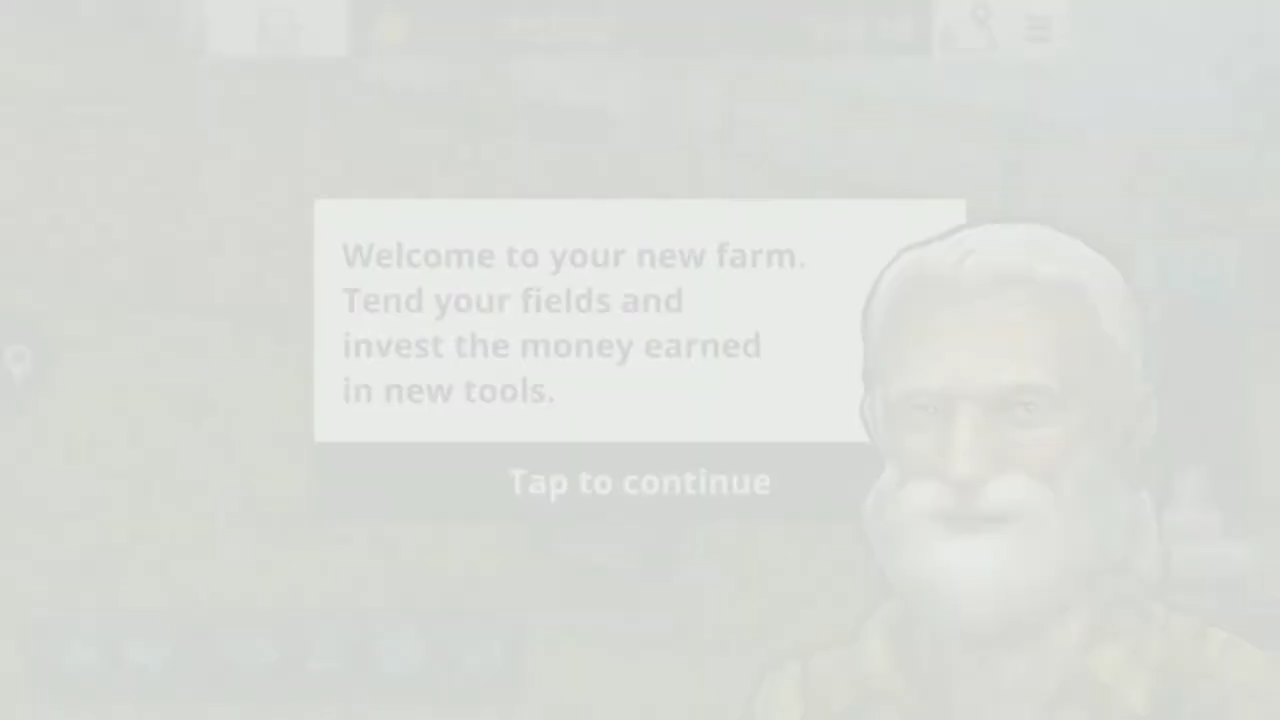 Welcome to your new farm.
Tend your fields and
invest the money earned
in new tools.
Tap to continue